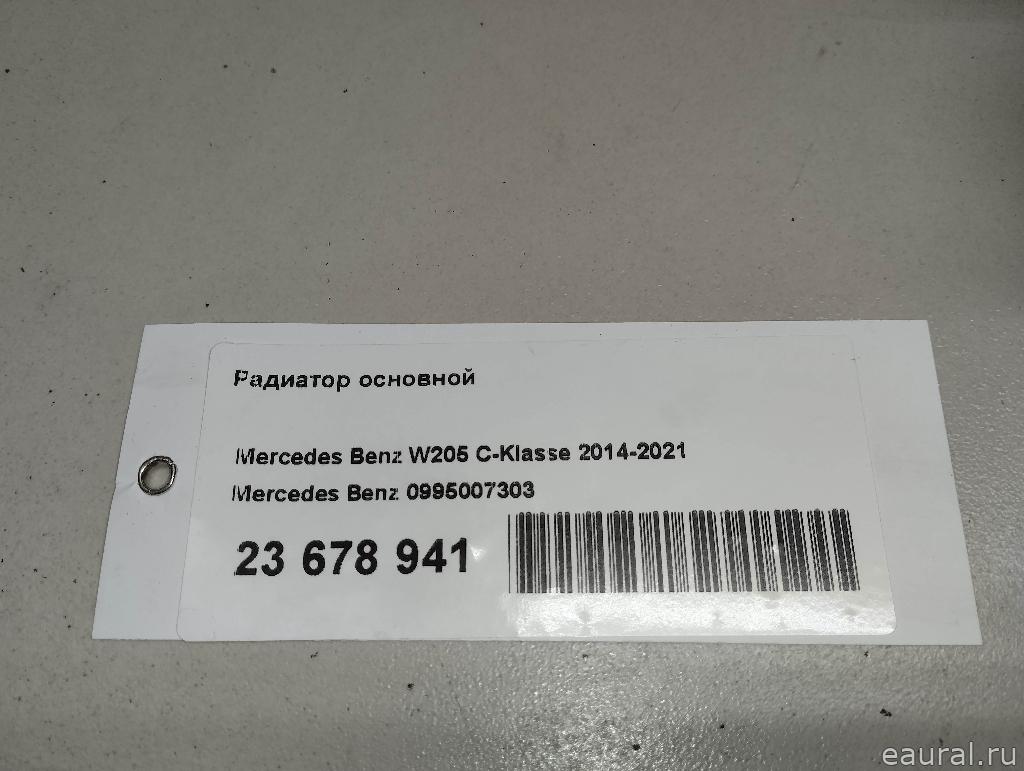 Радиатор основной
Mercedes Benz W205 C-Klasse 2014-2021
Mercedes Benz 0995007303
23 678 941
eaural.ru